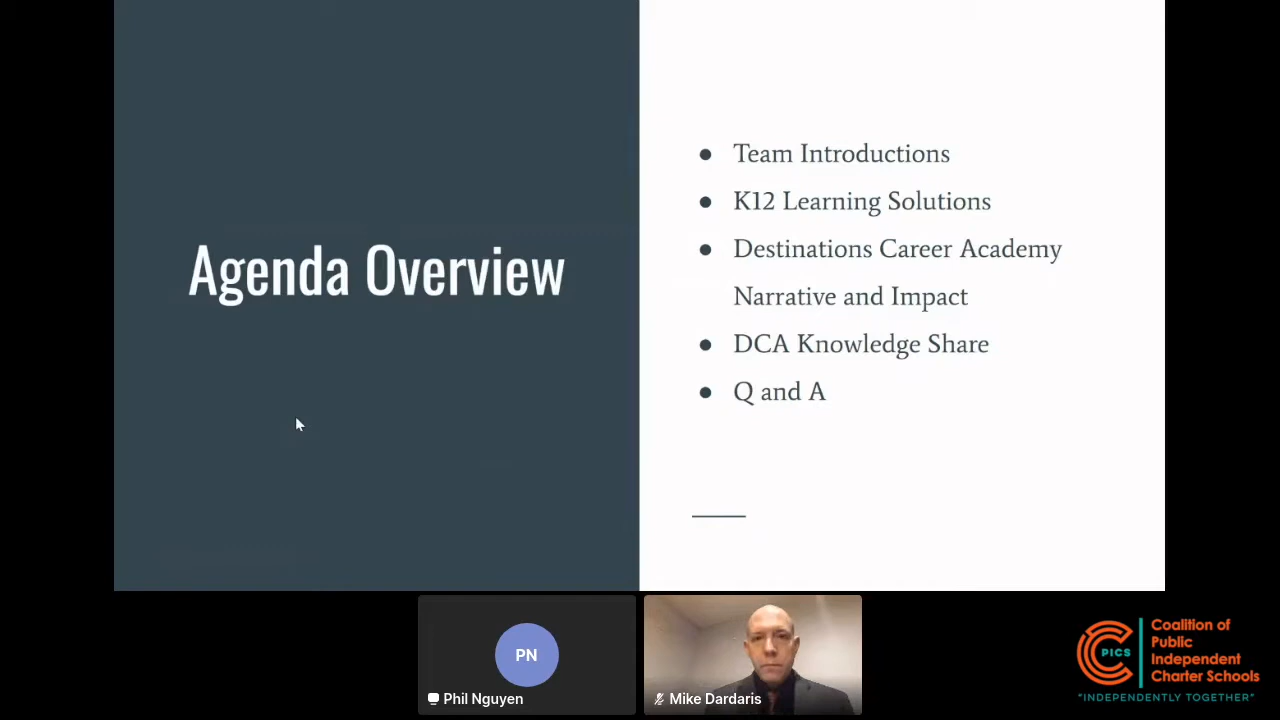 Agenda Overview
● Team Introductions
● K12 Learning Solutions
● Destinations Career Academy
Narrative and Impact
● DCA Knowledge Share
● Q and A
PN
Phil Nguyen
Mike Dardaris
PICS
Coalition of
Public
Independent
Charter Schools
"INDEPENDENTLY TOGETHER"